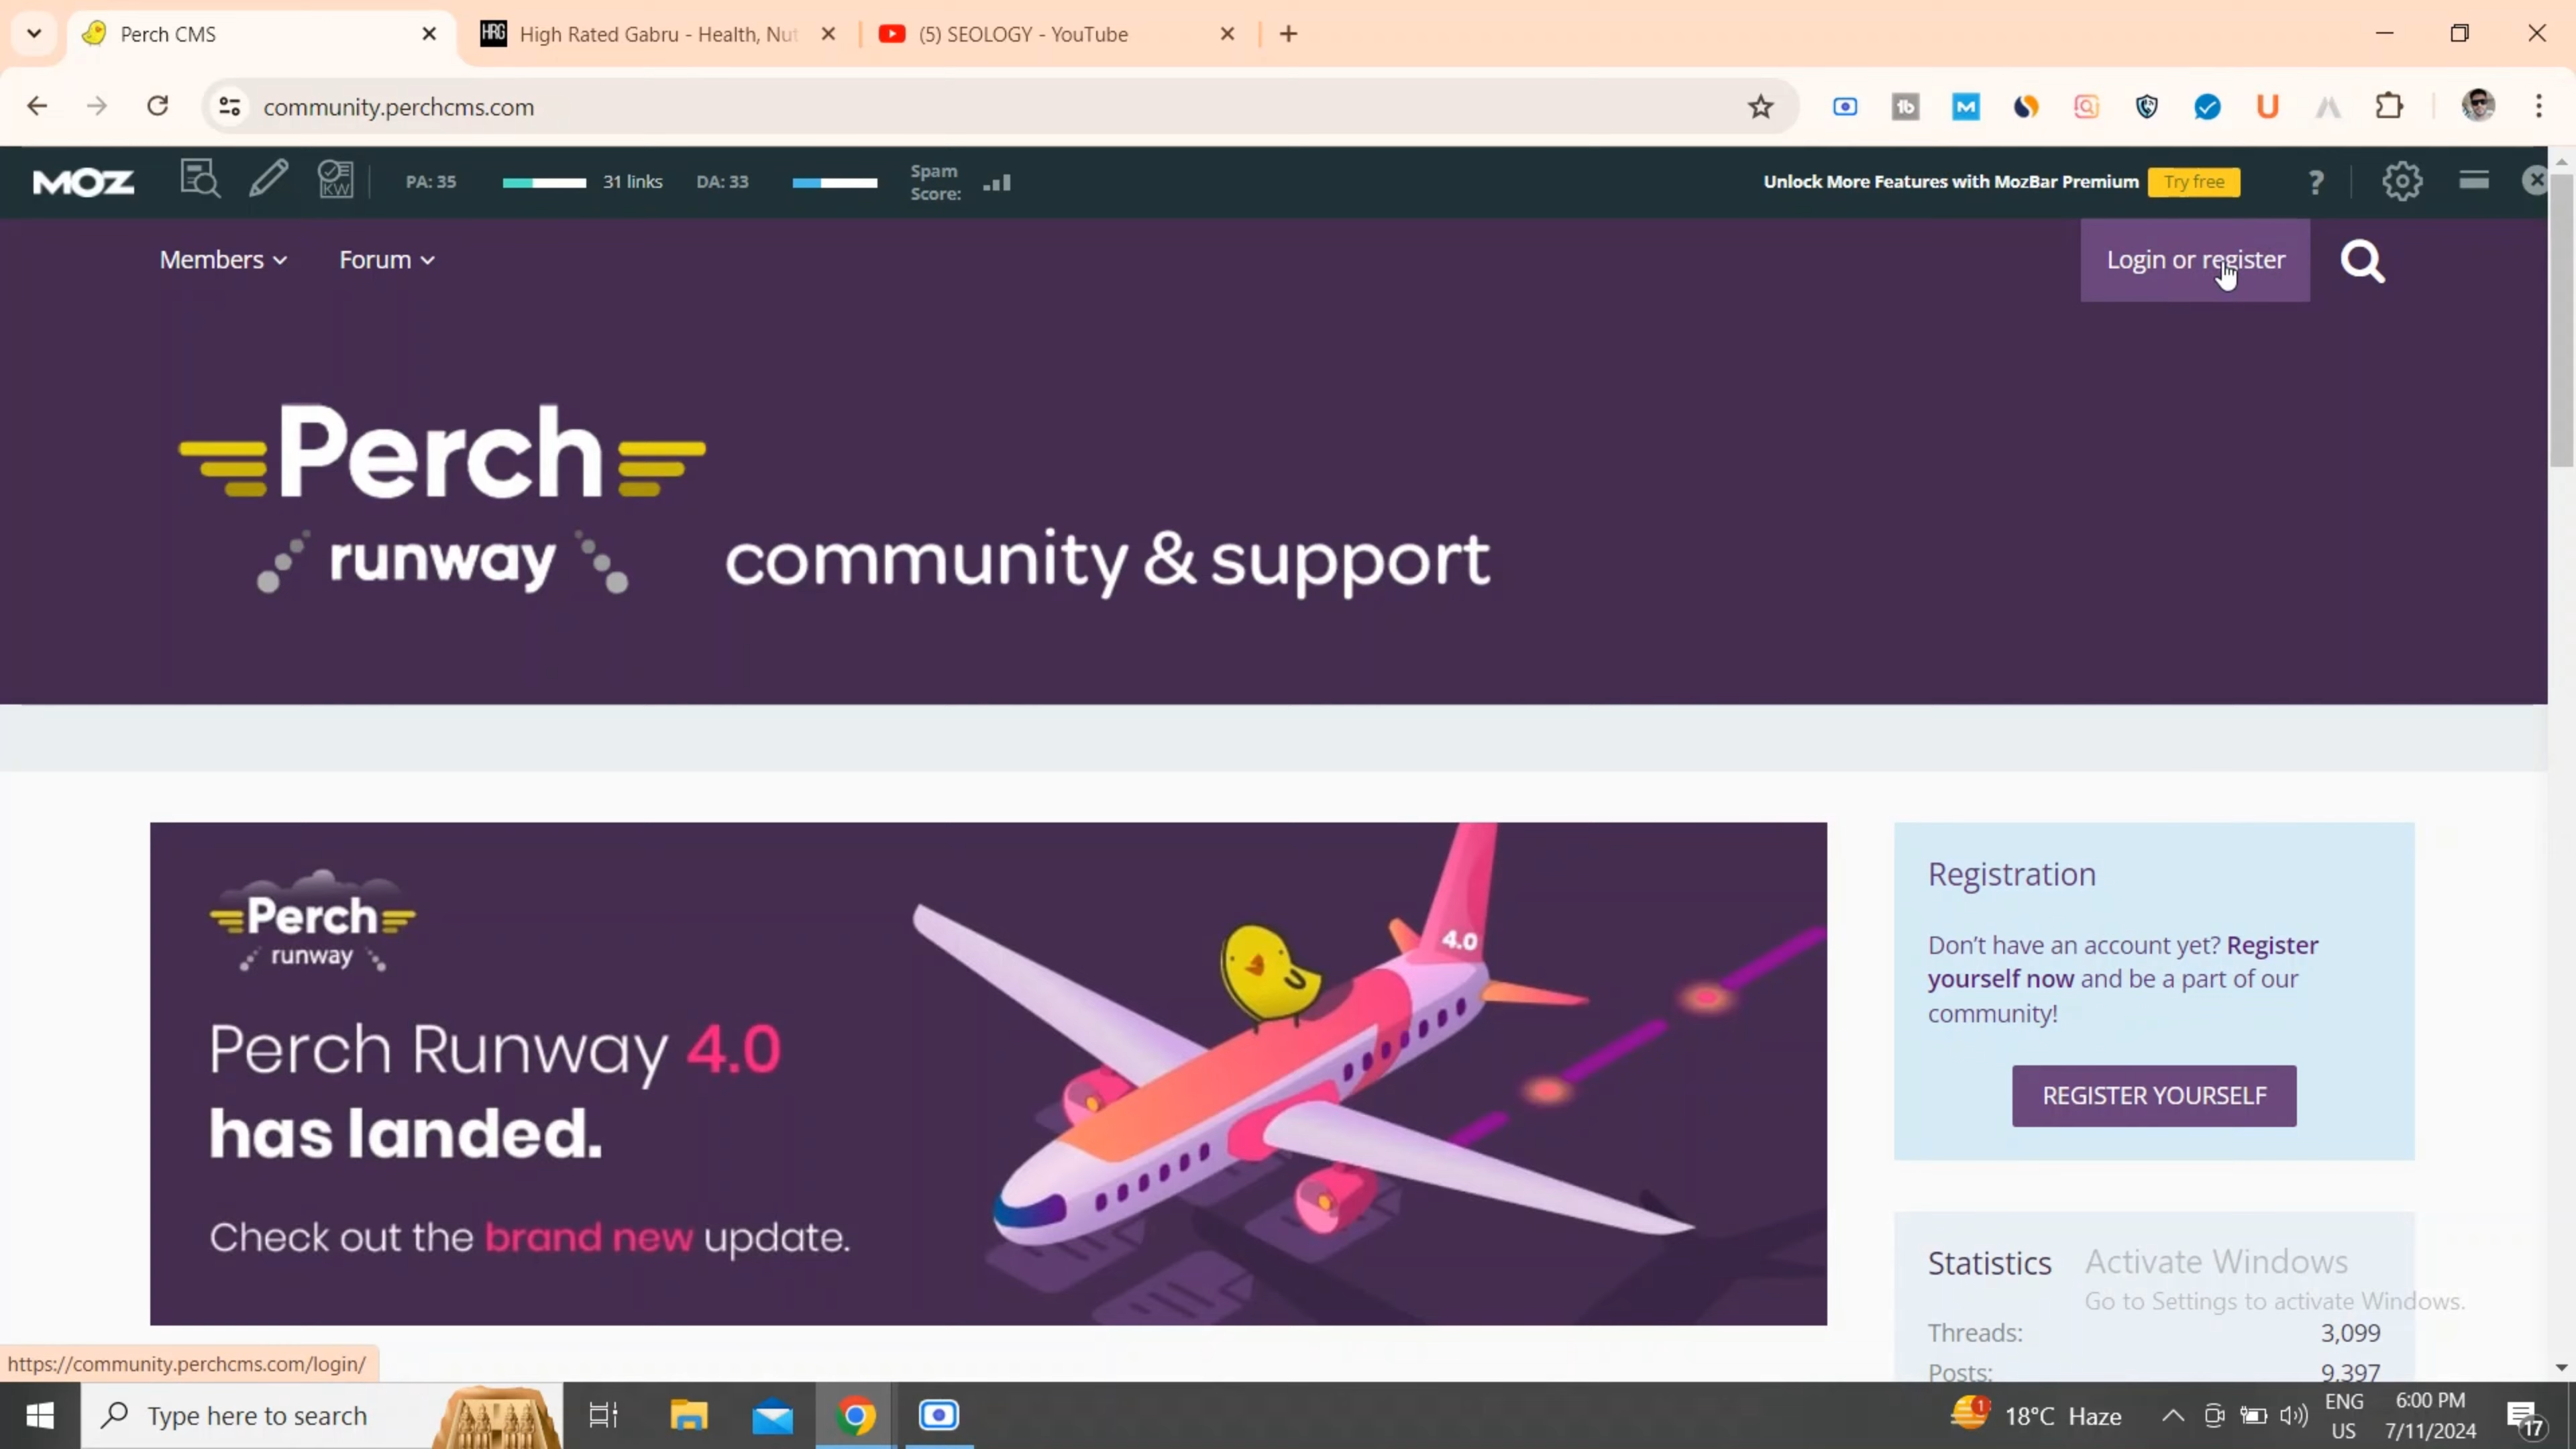 Perch CMS
HRG
High Rated Gabru - Health, Nut
(5) SEOLOGY - YouTube
community.perchcms.com
MOZ
KW
PA: 35
31 links
DA: 33
Spam
Score:
Unlock More Features with MozBar Premium
Try free
?
Members
Forum
Login or register
Perch
runway
community & support
Perch
runway
Perch Runway 4.0
has landed.
Check out the brand new update.
4.0
Registration
Don't have an account yet? Register
yourself now and be a part of our
community!
REGISTER YOURSELF
Statistics
Activate Windows
Go to Settings to activate Windows.
Threads: 3,099
Posts: 9,397
https://community.perchcms.com/login/
Type here to search
1
18°C Haze
ENG
US
6:00 PM
7/11/2024
17